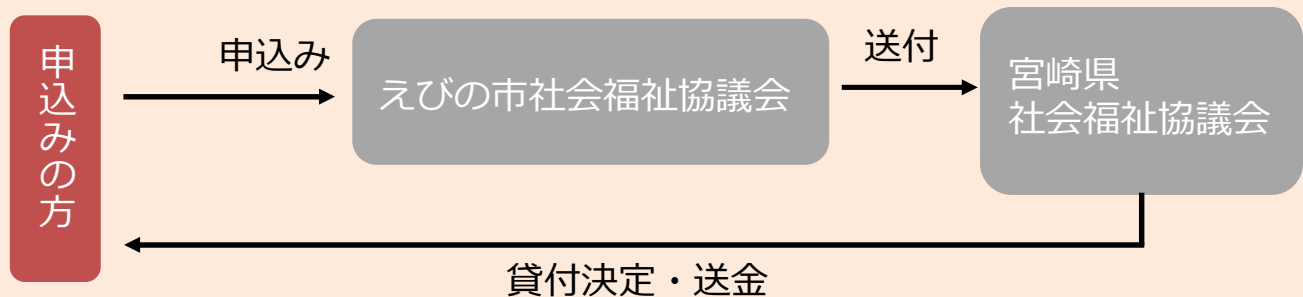 申込みの方
申込み
えびの市社会福祉協議会
送付
宮崎県
社会福祉協議会
貸付決定・送金